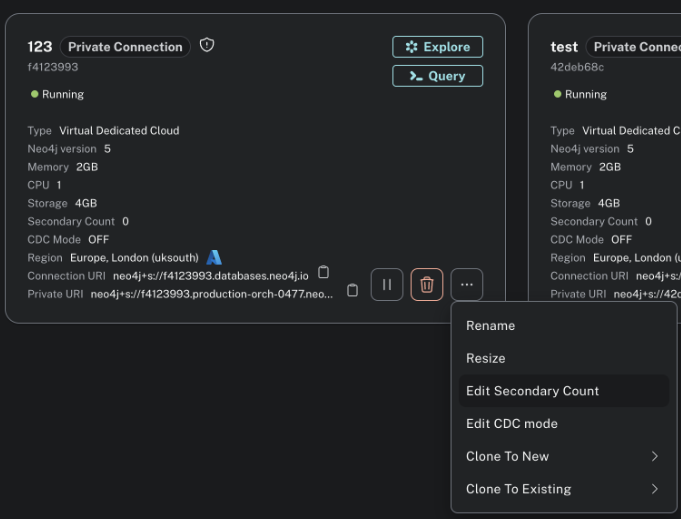 123 Private Connection
Explore
f4123993
Query
Running
Type Virtual Dedicated Cloud
Neo4j version 5
Memory 2GB
CPU 1
Storage 4GB
Secondary Count 0
CDC Mode OFF
Region Europe, London (uksouth)
Connection URI neo4j+s://f4123993.databases.neo4j.io
Private URI neo4j+s://f4123993.production-orch-0477.neo...
test Private Connec
42deb68c
Running
Type Virtual Dedicated C
Neo4j version 5
Memory 2GB
CPU 1
Storage 4GB
Secondary Count 0
CDC Mode OFF
Region Europe, London (u
Connection URI neo4j+s:/
Private URI neo4j+s://42d
Rename
Resize
Edit Secondary Count
Edit CDC mode
Clone To New
Clone To Existing